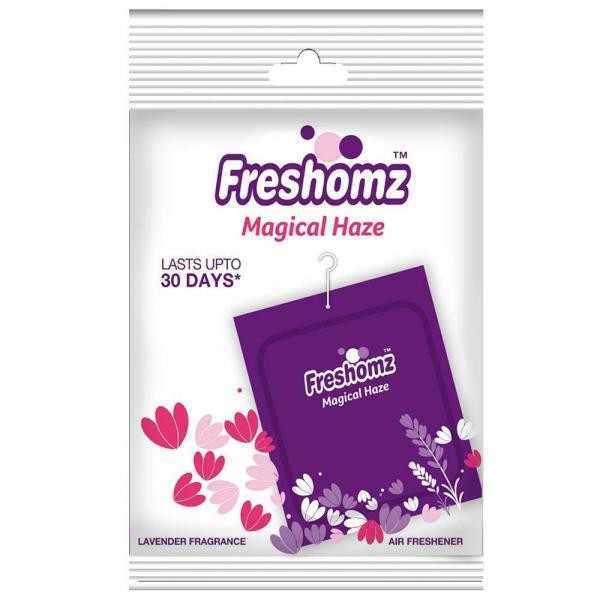 Freshomz™
Magical Haze
LASTS UPTO
30 DAYS*
Freshomz™
Magical Haze
LAVENDER FRAGRANCE
AIR FRESHENER